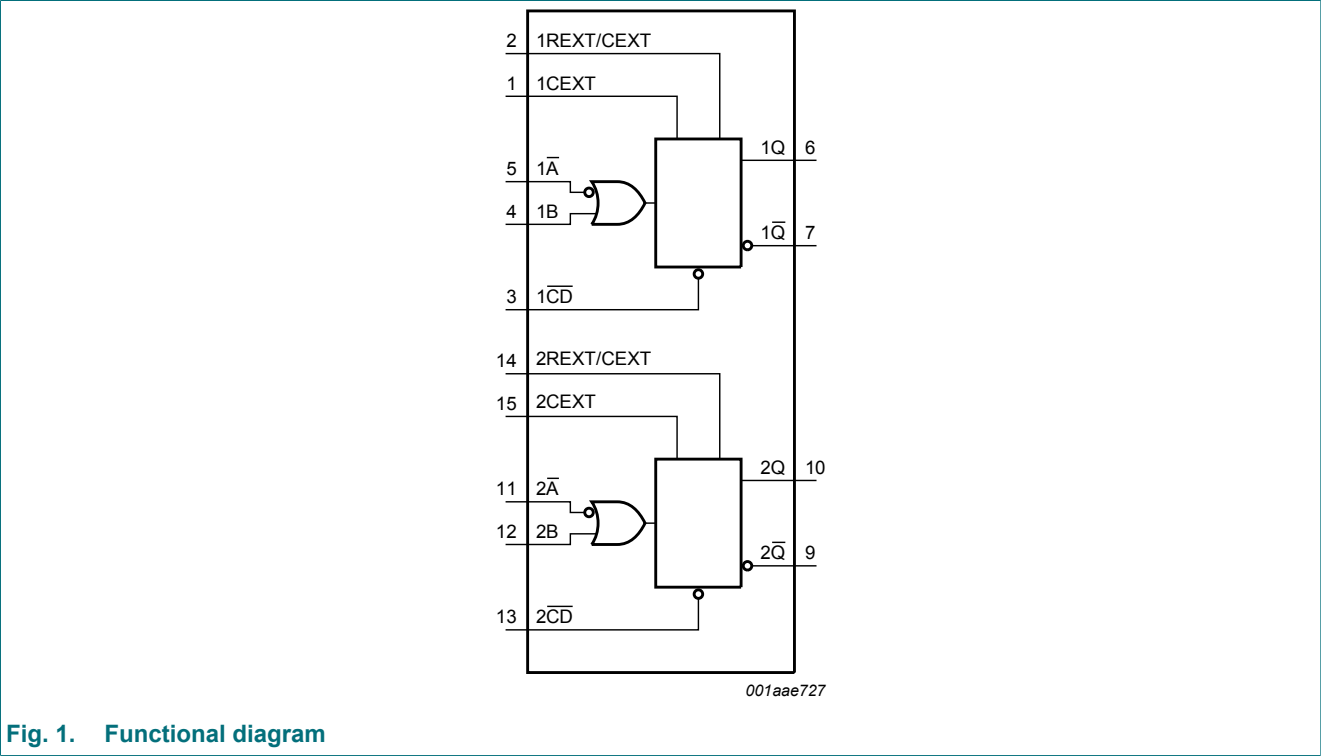 2 1REXT/CEXT
1 1CEXT
1Q 6
5 1A̅
4 1B
1Q̅ 7
3 1C̅D̅
14 2REXT/CEXT
15 2CEXT
2Q 10
11 2A̅
12 2B
2Q̅ 9
13 2C̅D̅
001aae727
Fig. 1. Functional diagram